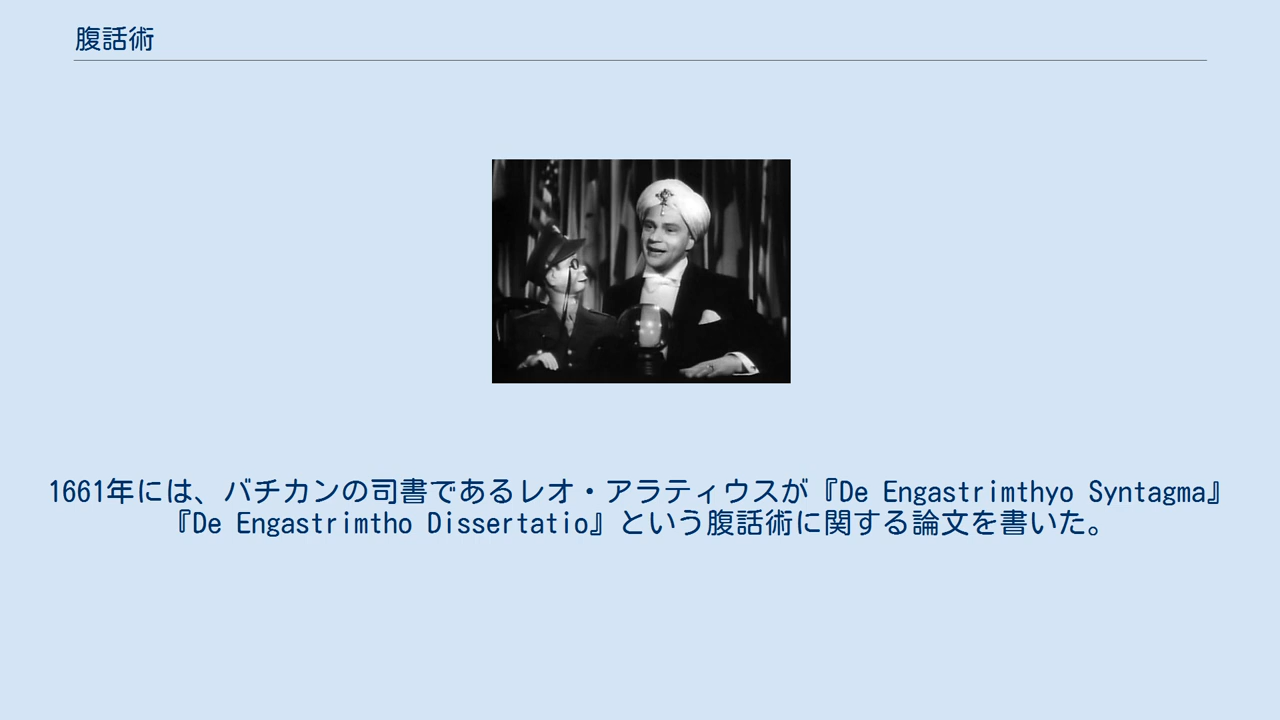 腹話術
1661年には、バチカンの司書であるレオ・アラティウスが『De Engastrimthyo Syntagma』
『De Engastrimtho Dissertatio』という腹話術に関する論文を書いた。